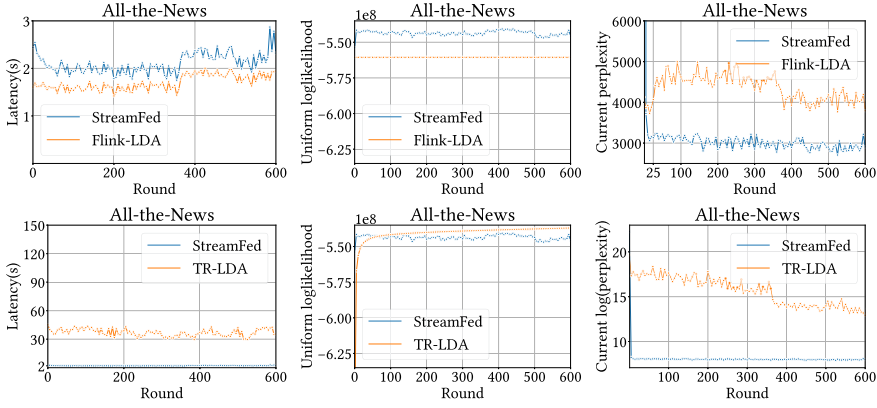 All-the-News
Latency(s)
3
2
1
0
200
400
600
Round
StreamFed
Flink-LDA
All-the-News
1e8
Uniform loglikelihood
−5.50
−5.75
−6.00
−6.25
0
100
200
300
400
500
600
Round
StreamFed
Flink-LDA
All-the-News
Current perplexity
6000
5000
4000
3000
25
100
200
300
400
500
600
Round
StreamFed
Flink-LDA
All-the-News
Latency(s)
150
120
90
60
30
2
0
200
400
600
Round
StreamFed
TR-LDA
All-the-News
1e8
Uniform loglikelihood
−5.50
−5.75
−6.00
−6.25
0
100
200
300
400
500
600
Round
StreamFed
TR-LDA
All-the-News
Current log(perplexity)
20
15
10
100
200
300
400
500
600
Round
StreamFed
TR-LDA